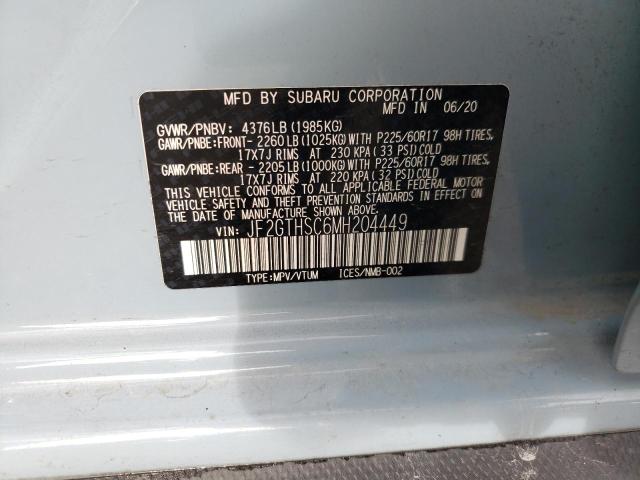 MFD BY SUBARU CORPORATION
MFD IN 06/20
GVWR/PNBV: 4376LB(1985KG)
GAWR/PNBE:FRONT- 2260LB(1025KG)WITH P225/60R17 98H TIRES,
17X7J RIMS AT 230 KPA(33 PSI)COLD
GAWR/PNBE:REAR - 2205LB(1000KG)WITH P225/60R17 98H TIRES,
17X7J RIMS AT 220 KPA(32 PSI)COLD
THIS VEHICLE CONFORMS TO ALL APPLICABLE FEDERAL MOTOR
VEHICLE SAFETY AND THEFT PREVENTION STANDARDS IN EFFECT ON
THE DATE OF MANUFACTURE SHOWN ABOVE.
VIN: JF2GTHSC6MH204449
TYPE:MPV/VTUM ICES/NMB-002